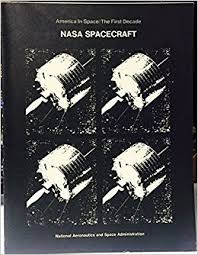 America In Space: The First Decade
NASA SPACECRAFT
National Aeronautics and Space Administration